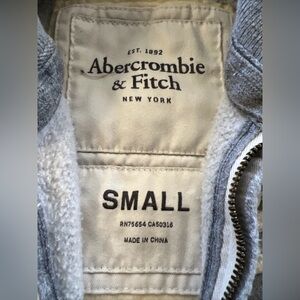 EST. 1892
Abercrombie
& Fitch
NEW YORK
SMALL
RN75654 CA50316
MADE IN CHINA